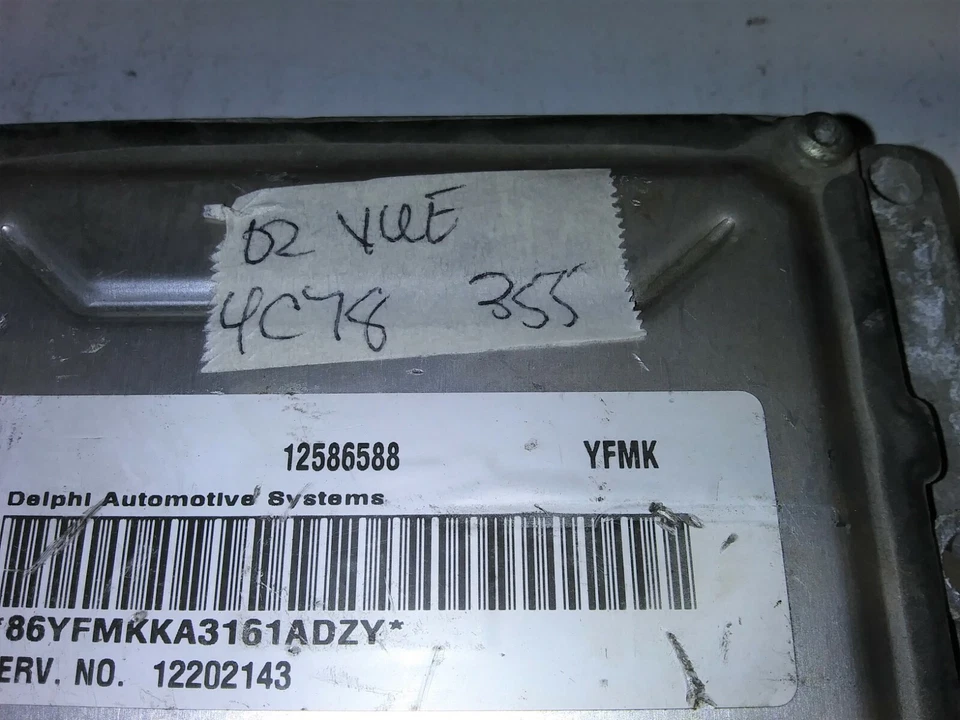 02 VUE
4C78 355
12586588 YFMK
Delphi Automotive Systems
*86YFMKKA3161ADZY*
ERV. NO. 12202143